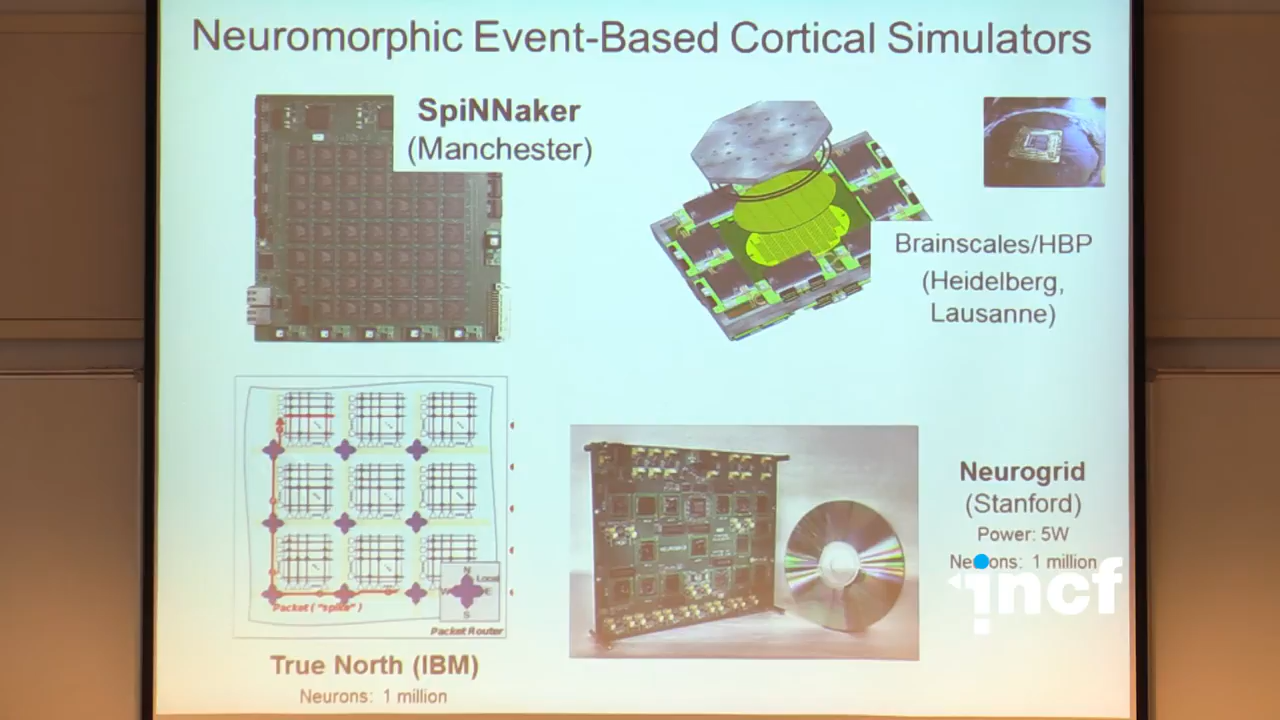 Neuromorphic Event-Based Cortical Simulators
SpiNNaker
(Manchester)
Brainscales/HBP
(Heidelberg,
Lausanne)
N
Local
W
E
S
Packet ( "spike" )
Packet Router
True North (IBM)
Neurons: 1 million
Neurogrid
(Stanford)
Power: 5W
Neurons: 1 million
incf